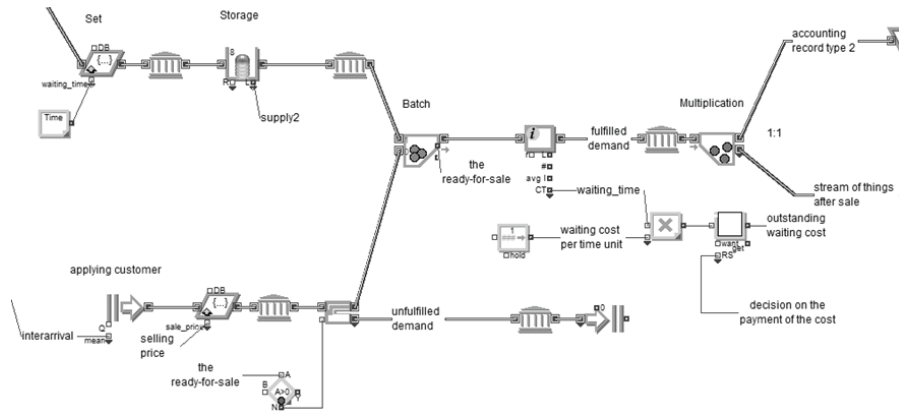 Set
Storage
DB
{...}
waiting_time
Time
S
R
L
supply2
Batch
the
ready-for-sale
i
L
#
avg l
CT
waiting_time
fulfilled
demand
Multiplication
accounting
record type 2
1:1
stream of things
after sale
1
hold
waiting cost
per time unit
want
get
RS
outstanding
waiting cost
decision on the
payment of the cost
applying customer
Q
mean
interarrival
DB
{...}
sale_price
selling
price
unfulfilled
demand
0
the
ready-for-sale
A
B
A>0
Y
N